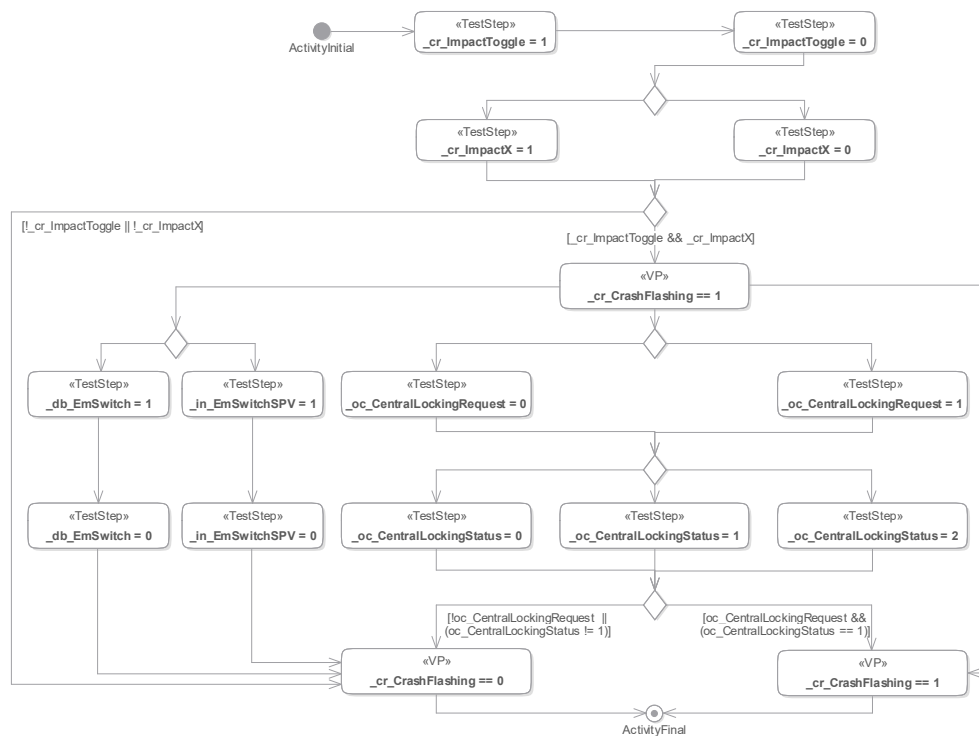 ActivityInitial
«TestStep»
_cr_ImpactToggle = 1
«TestStep»
_cr_ImpactToggle = 0
«TestStep»
_cr_ImpactX = 1
«TestStep»
_cr_ImpactX = 0
[!_cr_ImpactToggle || !_cr_ImpactX]
[_cr_ImpactToggle && _cr_ImpactX]
«VP»
_cr_CrashFlashing == 1
«TestStep»
_db_EmSwitch = 1
«TestStep»
_in_EmSwitchSPV = 1
«TestStep»
_oc_CentralLockingRequest = 0
«TestStep»
_oc_CentralLockingRequest = 1
«TestStep»
_db_EmSwitch = 0
«TestStep»
_in_EmSwitchSPV = 0
«TestStep»
_oc_CentralLockingStatus = 0
«TestStep»
_oc_CentralLockingStatus = 1
«TestStep»
_oc_CentralLockingStatus = 2
[!oc_CentralLockingRequest ||
(oc_CentralLockingStatus != 1)]
[oc_CentralLockingRequest &&
(oc_CentralLockingStatus == 1)]
«VP»
_cr_CrashFlashing == 0
«VP»
_cr_CrashFlashing == 1
ActivityFinal